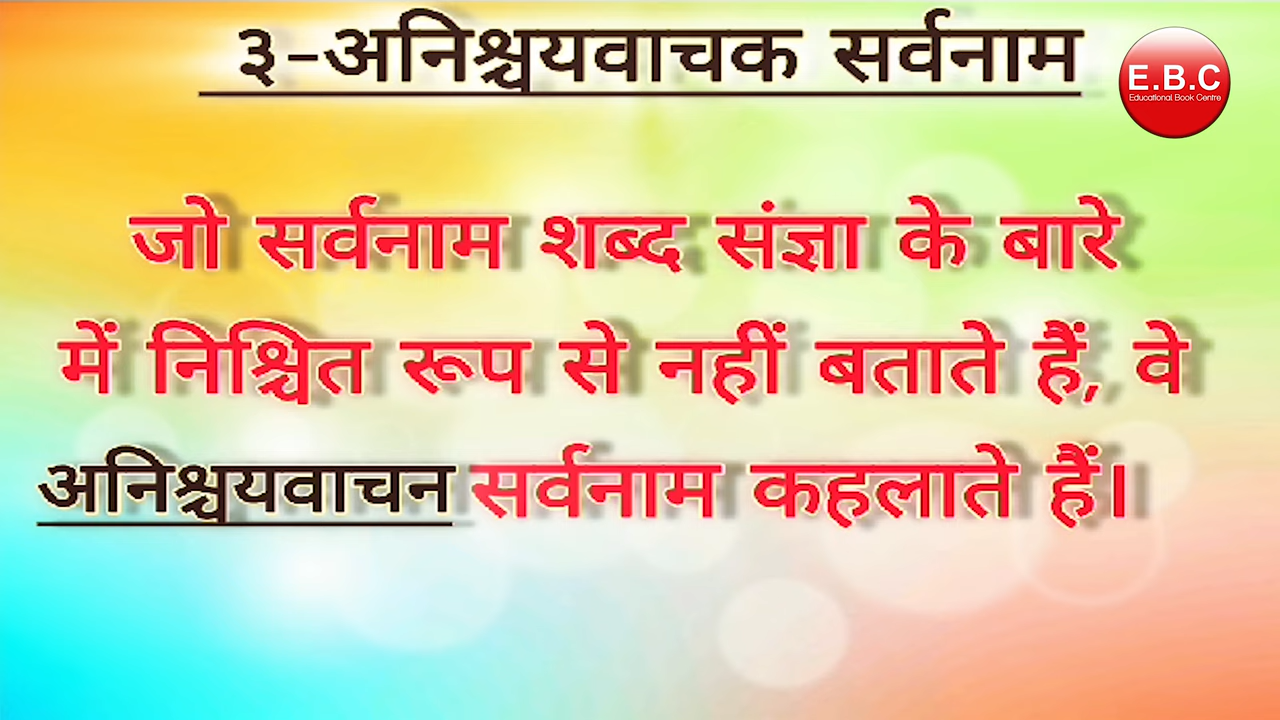 ३-अनिश्चयवाचक सर्वनाम
E.B.C
Educational Book Centre
जो सर्वनाम शब्द संज्ञा के बारे
में निश्चित रूप से नहीं बताते हैं, वे
अनिश्चयवाचन सर्वनाम कहलाते हैं।